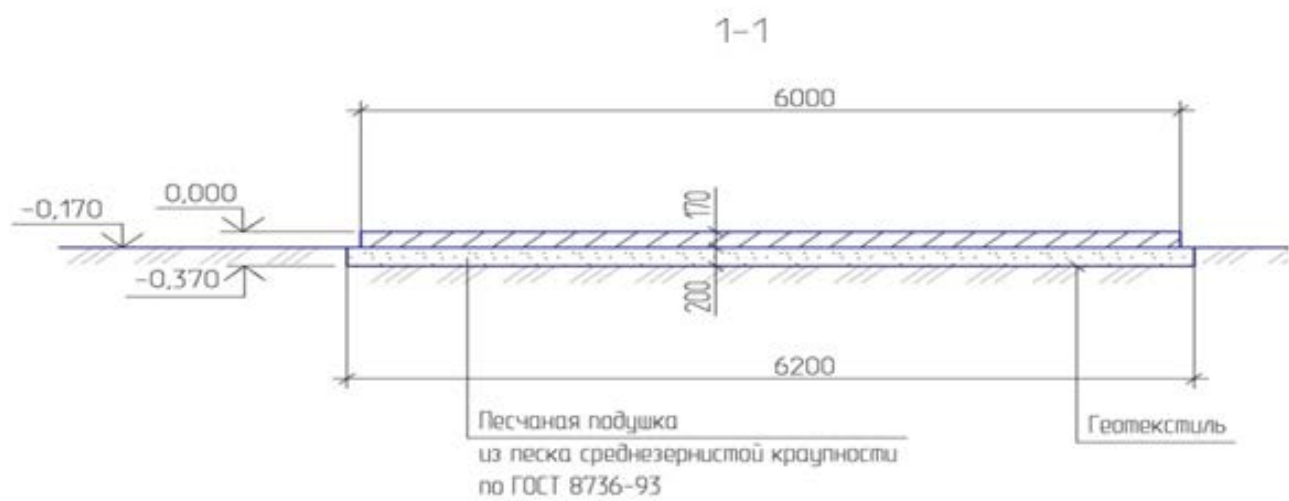 1-1
6000
0,000
-0,170
170
-0,370
200
6200
Песчаная подушка
из песка среднезернистой краупности
по ГОСТ 8736-93
Геотекстиль